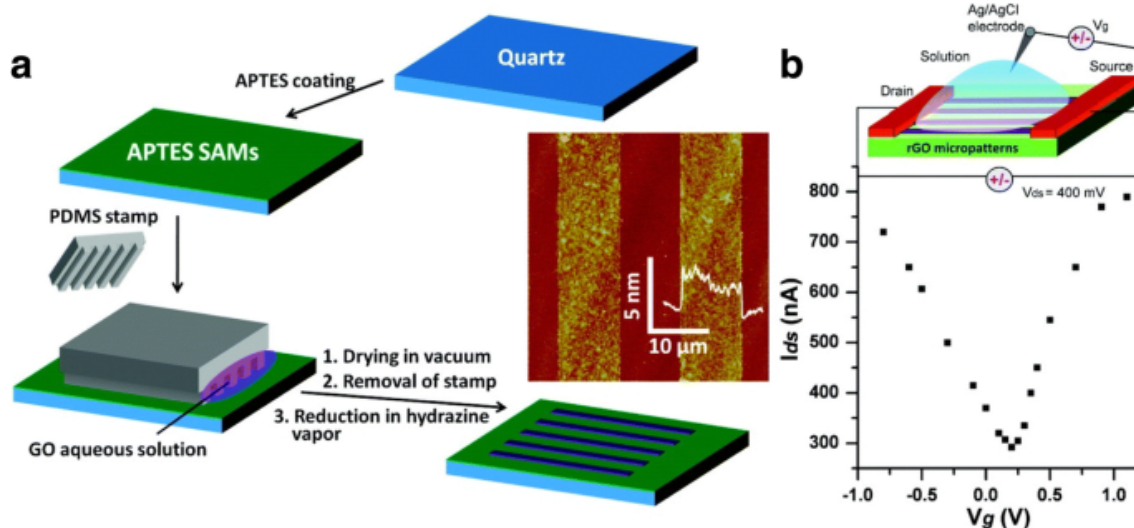 a
Quartz
APTES coating
APTES SAMs
PDMS stamp
5 nm
10 µm
1. Drying in vacuum
2. Removal of stamp
3. Reduction in hydrazine
vapor
GO aqueous solution
b
Ag/AgCl
electrode
Vg
+/-
Solution
Source
Drain
rGO micropatterns
+/-
Vds = 400 mV
Ids (nA)
800
700
600
500
400
300
-1.0 -0.5 0.0 0.5 1.0
Vg (V)